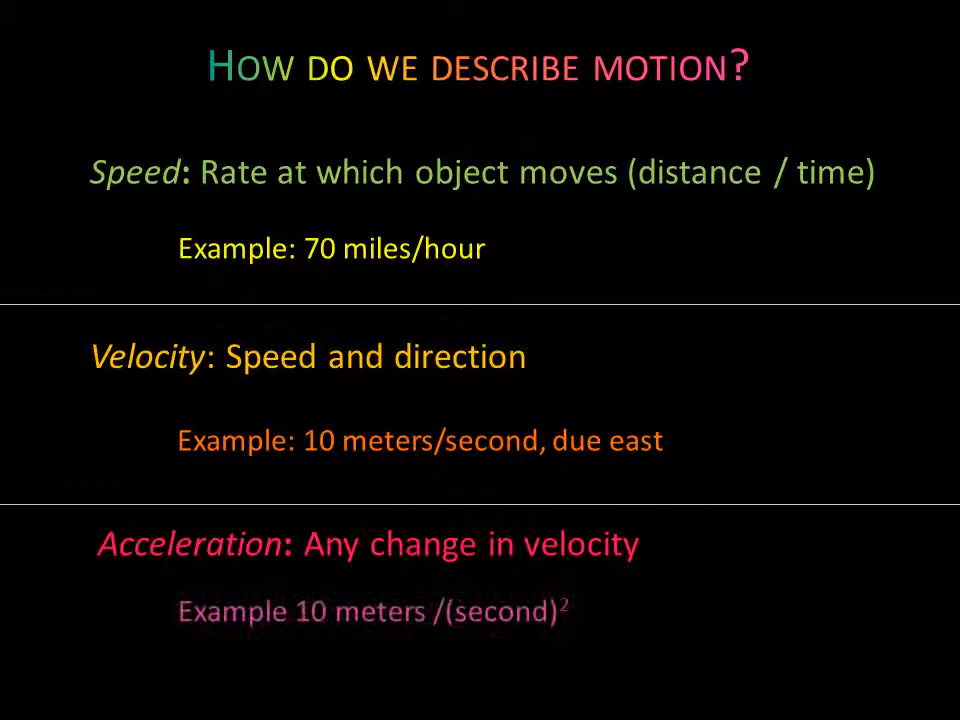 HOW DO WE DESCRIBE MOTION?
Speed: Rate at which object moves (distance / time)
Example: 70 miles/hour
Velocity: Speed and direction
Example: 10 meters/second, due east
Acceleration: Any change in velocity
Example 10 meters /(second)²